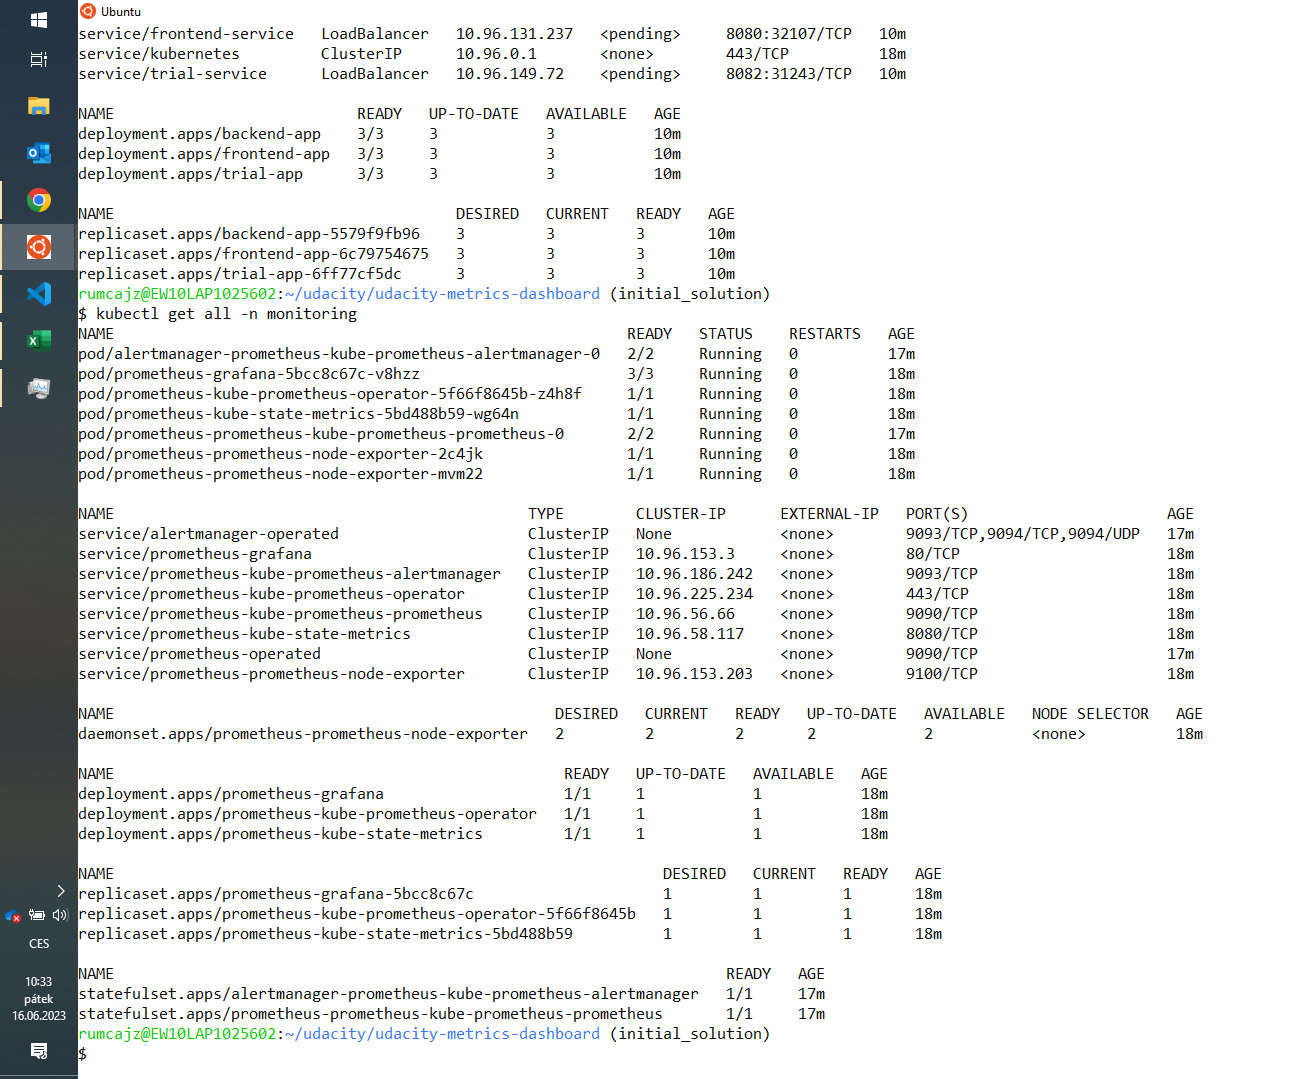 Ubuntu
service/frontend-service   LoadBalancer   10.96.131.237   <pending>     8080:32107/TCP   10m
service/kubernetes         ClusterIP      10.96.0.1       <none>        443/TCP          18m
service/trial-service      LoadBalancer   10.96.149.72    <pending>     8082:31243/TCP   10m
NAME                           READY   UP-TO-DATE   AVAILABLE   AGE
deployment.apps/backend-app    3/3     3            3           10m
deployment.apps/frontend-app   3/3     3            3           10m
deployment.apps/trial-app      3/3     3            3           10m
NAME                                      DESIRED   CURRENT   READY   AGE
replicaset.apps/backend-app-5579f9fb96    3         3         3       10m
replicaset.apps/frontend-app-6c79754675   3         3         3       10m
replicaset.apps/trial-app-6ff77cf5dc      3         3         3       10m
rumcajz@EW10LAP1025602:~/udacity/udacity-metrics-dashboard (initial_solution)
$ kubectl get all -n monitoring
NAME                                                         READY   STATUS    RESTARTS   AGE
pod/alertmanager-prometheus-kube-prometheus-alertmanager-0   2/2     Running   0          17m
pod/prometheus-grafana-5bcc8c67c-v8hzz                       3/3     Running   0          18m
pod/prometheus-kube-prometheus-operator-5f66f8645b-z4h8f     1/1     Running   0          18m
pod/prometheus-kube-state-metrics-5bd488b59-wg64n            1/1     Running   0          18m
pod/prometheus-prometheus-kube-prometheus-prometheus-0       2/2     Running   0          17m
pod/prometheus-prometheus-node-exporter-2c4jk                1/1     Running   0          18m
pod/prometheus-prometheus-node-exporter-mvm22                1/1     Running   0          18m
NAME                                              TYPE        CLUSTER-IP      EXTERNAL-IP   PORT(S)                      AGE
service/alertmanager-operated                     ClusterIP   None            <none>        9093/TCP,9094/TCP,9094/UDP   17m
service/prometheus-grafana                        ClusterIP   10.96.153.3     <none>        80/TCP                       18m
service/prometheus-kube-prometheus-alertmanager   ClusterIP   10.96.186.242   <none>        9093/TCP                     18m
service/prometheus-kube-prometheus-operator       ClusterIP   10.96.225.234   <none>        443/TCP                      18m
service/prometheus-kube-prometheus-prometheus     ClusterIP   10.96.56.66     <none>        9090/TCP                     18m
service/prometheus-kube-state-metrics             ClusterIP   10.96.58.117    <none>        8080/TCP                     18m
service/prometheus-operated                       ClusterIP   None            <none>        9090/TCP                     17m
service/prometheus-prometheus-node-exporter       ClusterIP   10.96.153.203   <none>        9100/TCP                     18m
NAME                                                 DESIRED   CURRENT   READY   UP-TO-DATE   AVAILABLE   NODE SELECTOR   AGE
daemonset.apps/prometheus-prometheus-node-exporter   2         2         2       2            2           <none>          18m
NAME                                                  READY   UP-TO-DATE   AVAILABLE   AGE
deployment.apps/prometheus-grafana                    1/1     1            1           18m
deployment.apps/prometheus-kube-prometheus-operator   1/1     1            1           18m
deployment.apps/prometheus-kube-state-metrics         1/1     1            1           18m
NAME                                                             DESIRED   CURRENT   READY   AGE
replicaset.apps/prometheus-grafana-5bcc8c67c                     1         1         1       18m
replicaset.apps/prometheus-kube-prometheus-operator-5f66f8645b   1         1         1       18m
replicaset.apps/prometheus-kube-state-metrics-5bd488b59          1         1         1       18m
NAME                                                                    READY   AGE
statefulset.apps/alertmanager-prometheus-kube-prometheus-alertmanager   1/1     17m
statefulset.apps/prometheus-prometheus-kube-prometheus-prometheus       1/1     17m
rumcajz@EW10LAP1025602:~/udacity/udacity-metrics-dashboard (initial_solution)
$
CES
10:33
pátek
16.06.2023